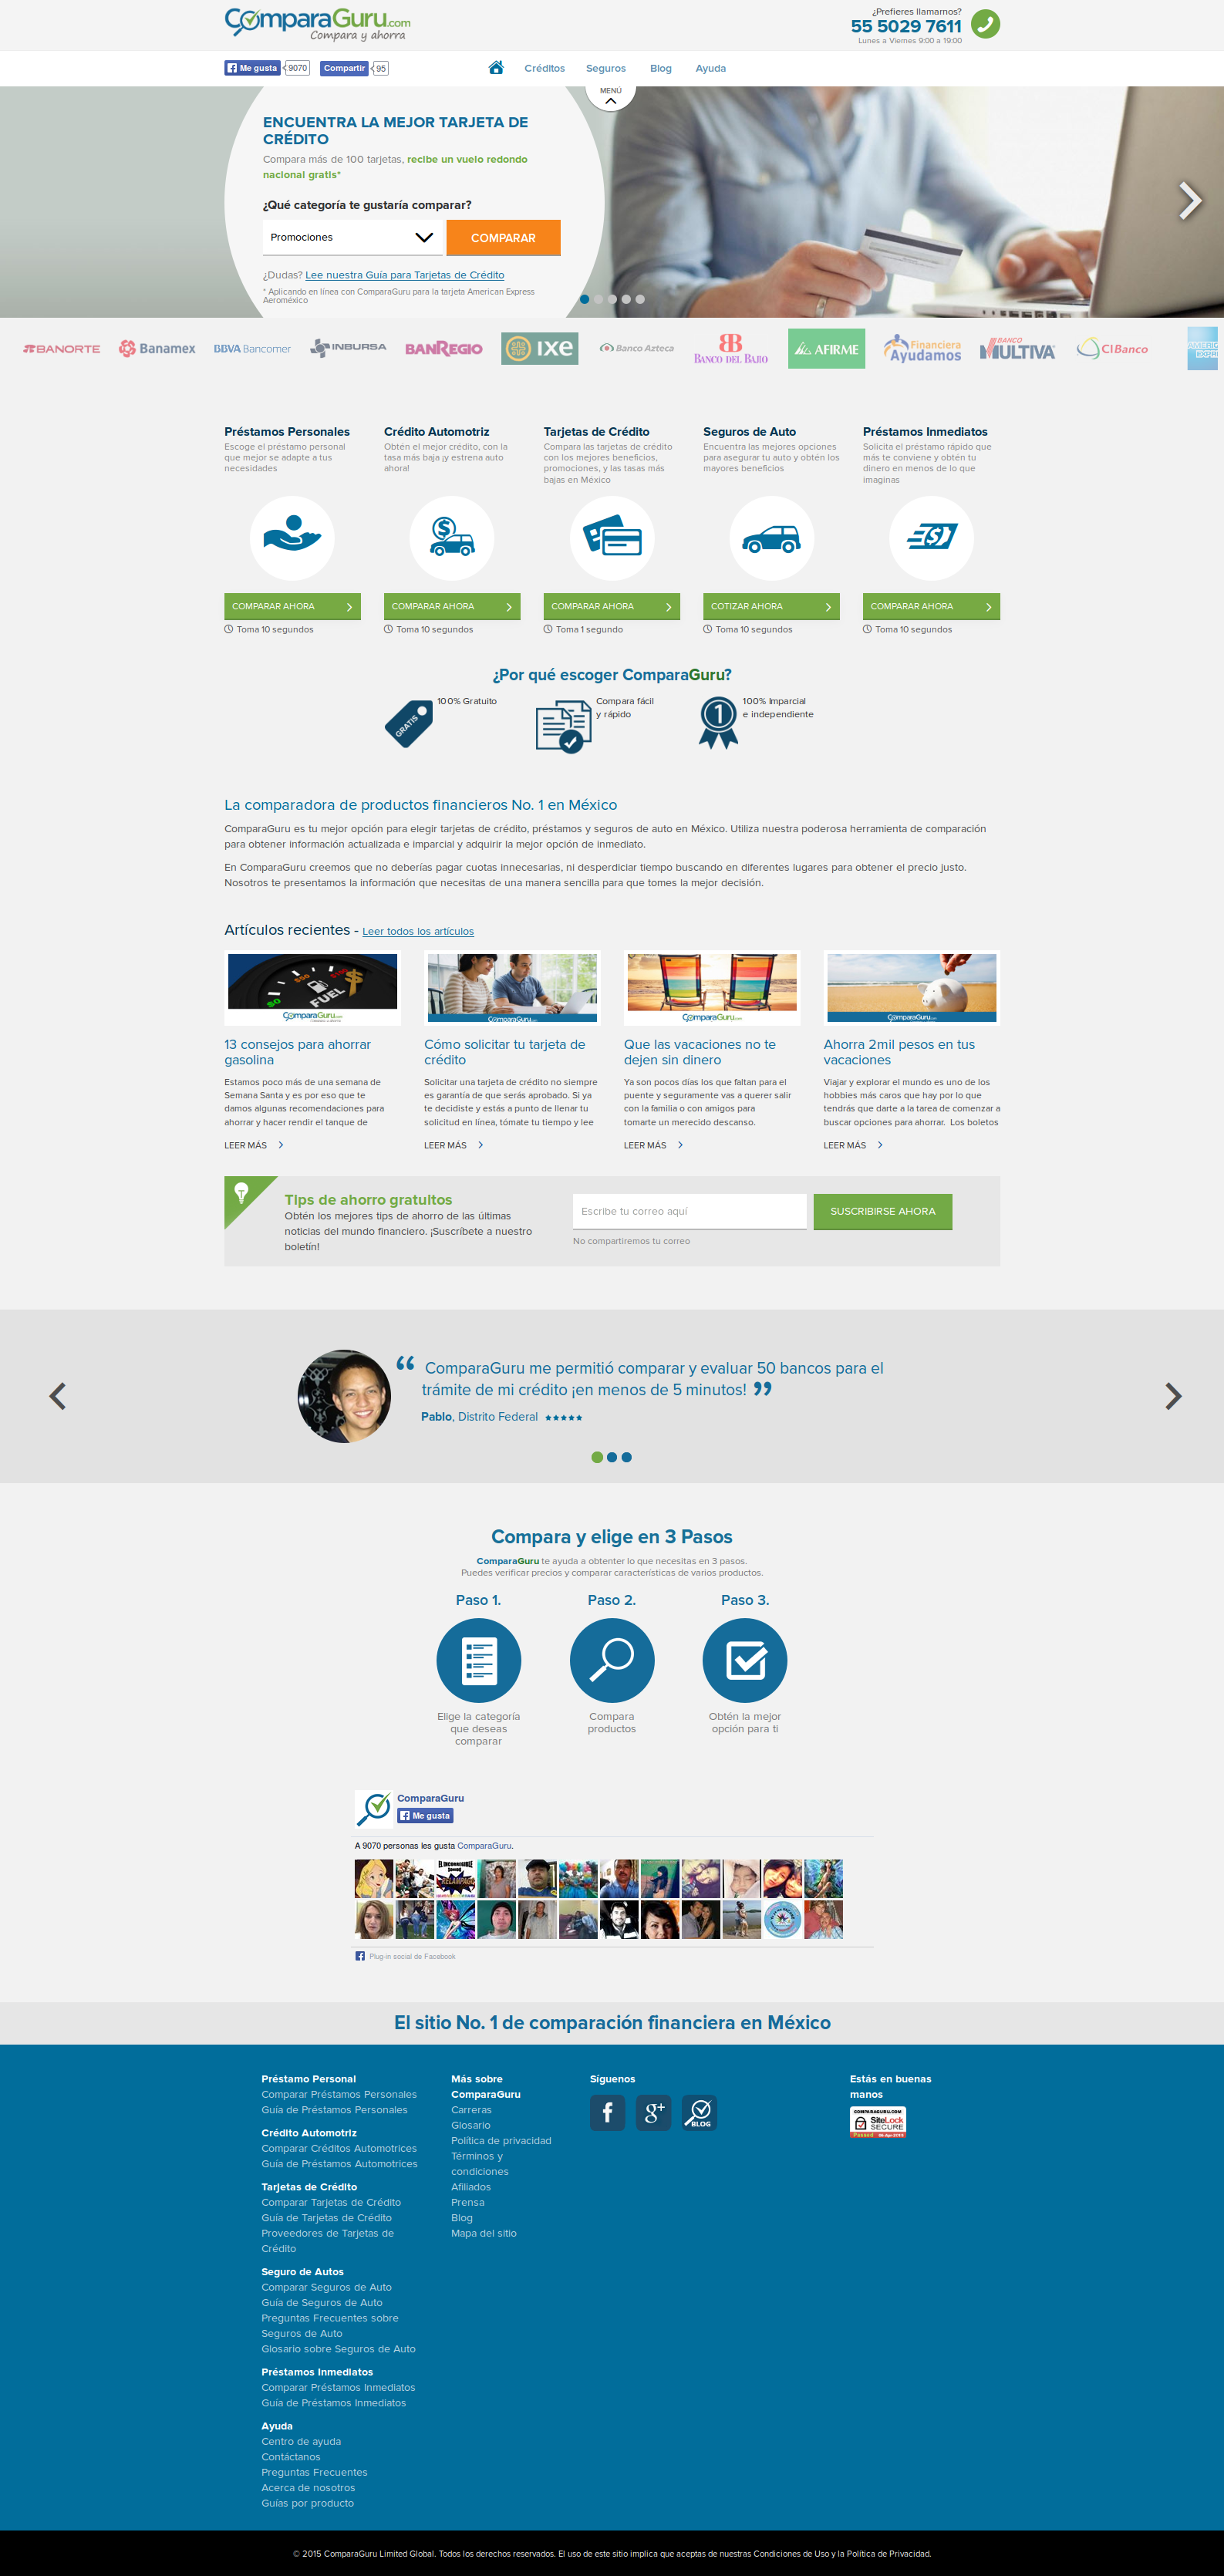 ComparaGuru.com
Compara y ahorra
¿Prefieres llamarnos?
55 5029 7611
Lunes a Viernes 9:00 a 19:00
Me gusta 9070 Compartir 95
Créditos Seguros Blog Ayuda
MENÚ
ENCUENTRA LA MEJOR TARJETA DE
CRÉDITO
Compara más de 100 tarjetas, recibe un vuelo redondo
nacional gratis*
¿Qué categoría te gustaría comparar?
Promociones COMPARAR
¿Dudas? Lee nuestra Guía para Tarjetas de Crédito
* Aplicando en línea con ComparaGuru para la tarjeta American Express
Aeroméxico
BANORTE Banamex BBVA Bancomer INBURSA BANREGIO IXE Banco Azteca BANCO DEL BAJIO AFIRME Financiera Ayudamos BANCO MULTIVA CIBanco
Préstamos Personales
Escoge el préstamo personal
que mejor se adapte a tus
necesidades
COMPARAR AHORA
Toma 10 segundos
Crédito Automotriz
Obtén el mejor crédito, con la
tasa más baja ¡y estrena auto
ahora!
COMPARAR AHORA
Toma 10 segundos
Tarjetas de Crédito
Compara las tarjetas de crédito
con los mejores beneficios,
promociones, y las tasas más
bajas en México
COMPARAR AHORA
Toma 1 segundo
Seguros de Auto
Encuentra las mejores opciones
para asegurar tu auto y obtén los
mayores beneficios
COTIZAR AHORA
Toma 10 segundos
Préstamos Inmediatos
Solicita el préstamo rápido que
más te conviene y obtén tu
dinero en menos de lo que
imaginas
COMPARAR AHORA
Toma 10 segundos
¿Por qué escoger ComparaGuru?
GRATIS
100% Gratuito
Compara fácil
y rápido
1
100% Imparcial
e independiente
La comparadora de productos financieros No. 1 en México
ComparaGuru es tu mejor opción para elegir tarjetas de crédito, préstamos y seguros de auto en México. Utiliza nuestra poderosa herramienta de comparación
para obtener información actualizada e imparcial y adquirir la mejor opción de inmediato.
En ComparaGuru creemos que no deberías pagar cuotas innecesarias, ni desperdiciar tiempo buscando en diferentes lugares para obtener el precio justo.
Nosotros te presentamos la información que necesitas de una manera sencilla para que tomes la mejor decisión.
Artículos recientes - Leer todos los artículos
FUEL
ComparaGuru.com
13 consejos para ahorrar
gasolina
Estamos poco más de una semana de
Semana Santa y es por eso que te
damos algunas recomendaciones para
ahorrar y hacer rendir el tanque de
LEER MÁS
ComparaGuru.com
Cómo solicitar tu tarjeta de
crédito
Solicitar una tarjeta de crédito no siempre
es garantía de que serás aprobado. Si ya
te decidiste y estás a punto de llenar tu
solicitud en línea, tómate tu tiempo y lee
LEER MÁS
ComparaGuru.com
Que las vacaciones no te
dejen sin dinero
Ya son pocos días los que faltan para el
puente y seguramente vas a querer salir
con la familia o con amigos para
tomarte un merecido descanso.
LEER MÁS
ComparaGuru.com
Ahorra 2mil pesos en tus
vacaciones
Viajar y explorar el mundo es uno de los
hobbies más caros que hay por lo que
tendrás que darte a la tarea de comenzar a
buscar opciones para ahorrar. Los boletos
LEER MÁS
Tips de ahorro gratuitos
Obtén los mejores tips de ahorro de las últimas
noticias del mundo financiero. ¡Suscríbete a nuestro
boletín!
Escribe tu correo aquí SUSCRIBIRSE AHORA
No compartiremos tu correo
“ ComparaGuru me permitió comparar y evaluar 50 bancos para el
trámite de mi crédito ¡en menos de 5 minutos! ”
Pablo, Distrito Federal ★★★★★
Compara y elige en 3 Pasos
ComparaGuru te ayuda a obtenter lo que necesitas en 3 pasos.
Puedes verificar precios y comparar características de varios productos.
Paso 1. Paso 2. Paso 3.
Elige la categoría
que deseas
comparar
Compara
productos
Obtén la mejor
opción para ti
ComparaGuru
Me gusta
A 9070 personas les gusta ComparaGuru.
Plug-in social de Facebook
El sitio No. 1 de comparación financiera en México
Préstamo Personal
Comparar Préstamos Personales
Guía de Préstamos Personales
Crédito Automotriz
Comparar Créditos Automotrices
Guía de Préstamos Automotrices
Tarjetas de Crédito
Comparar Tarjetas de Crédito
Guía de Tarjetas de Crédito
Proveedores de Tarjetas de
Crédito
Seguro de Autos
Comparar Seguros de Auto
Guía de Seguros de Auto
Preguntas Frecuentes sobre
Seguros de Auto
Glosario sobre Seguros de Auto
Préstamos Inmediatos
Comparar Préstamos Inmediatos
Guía de Préstamos Inmediatos
Ayuda
Centro de ayuda
Contáctanos
Preguntas Frecuentes
Acerca de nosotros
Guías por producto
Más sobre
ComparaGuru
Carreras
Glosario
Política de privacidad
Términos y
condiciones
Afiliados
Prensa
Blog
Mapa del sitio
Síguenos
BLOG
Estás en buenas
manos
COMPARAGURU.COM
SiteLock
SECURE
Passed
© 2015 ComparaGuru Limited Global. Todos los derechos reservados. El uso de este sitio implica que aceptas de nuestras Condiciones de Uso y la Política de Privacidad.